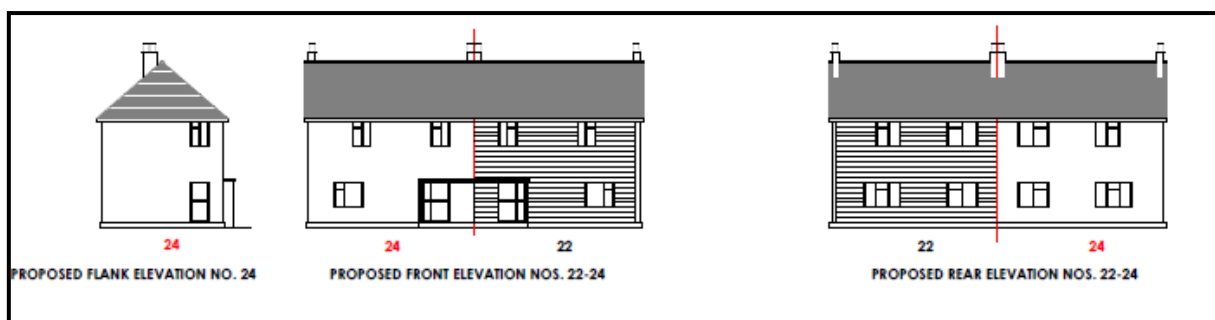 24
24 22
22 24
PROPOSED FLANK ELEVATION NO. 24
PROPOSED FRONT ELEVATION NOS. 22-24
PROPOSED REAR ELEVATION NOS. 22-24